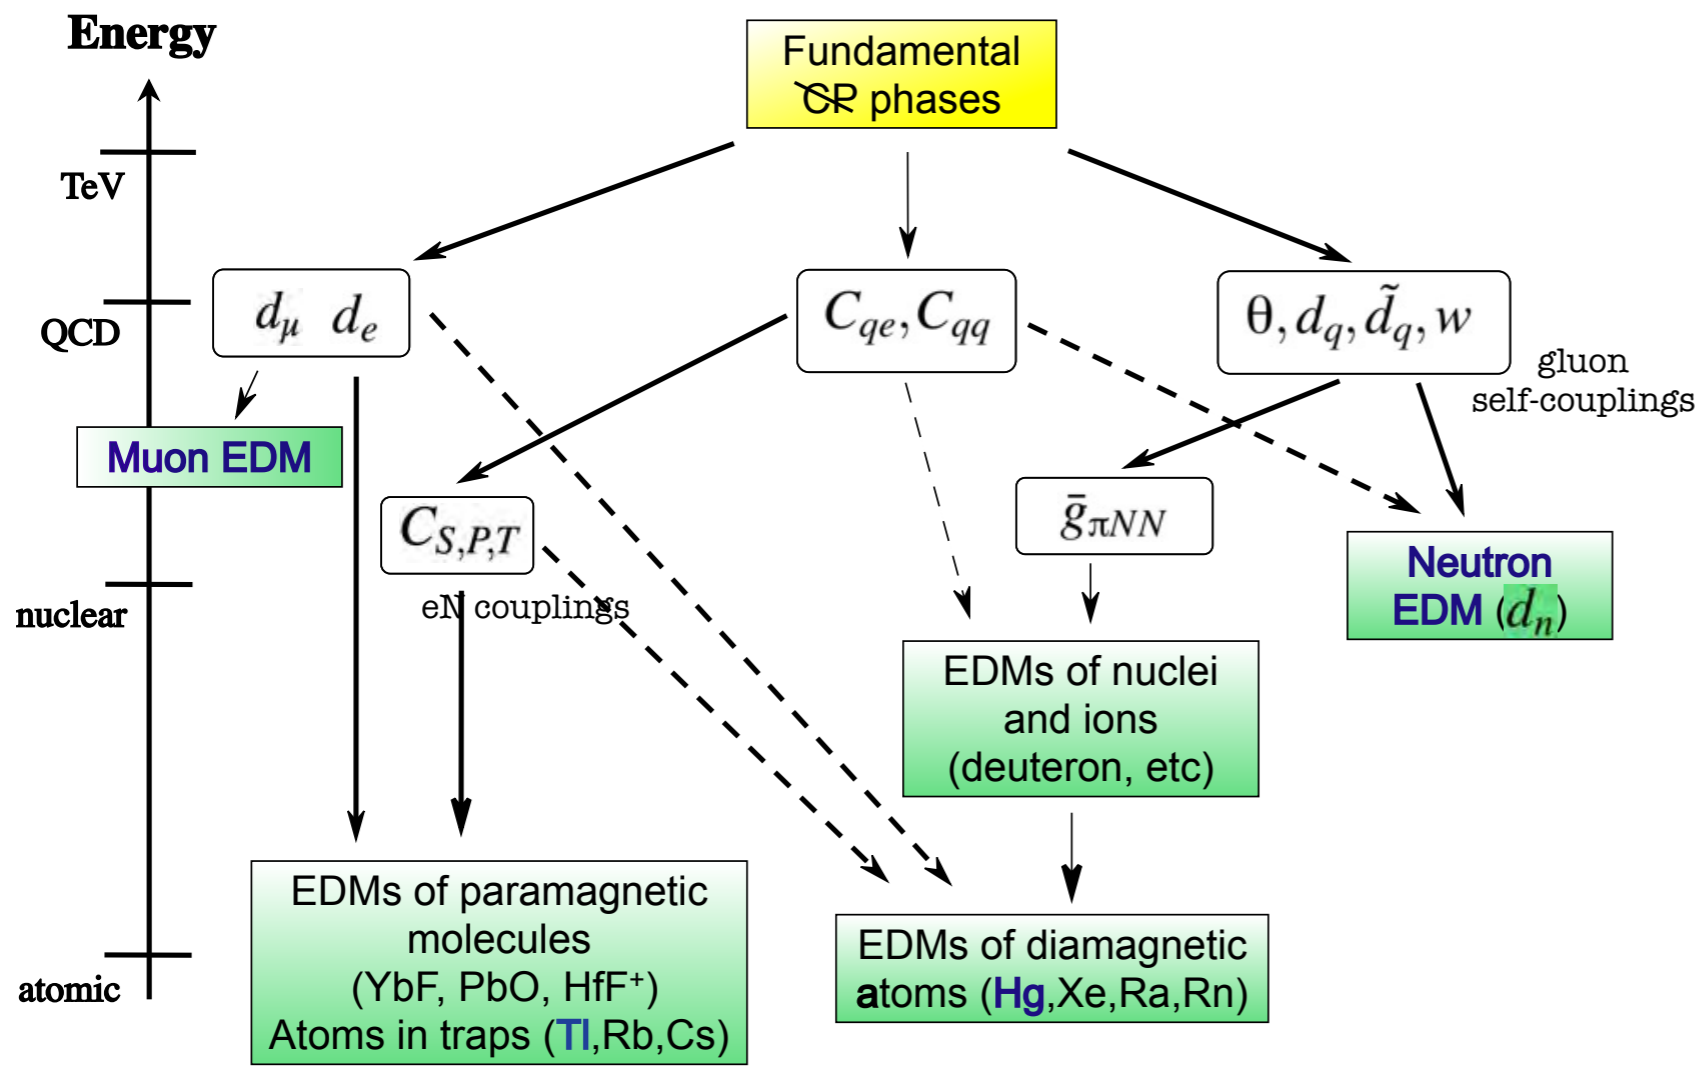 Energy
Fundamental
CP phases
TeV
QCD
dμ de
Cqe, Cqq
θ, dq, d̃q, w
gluon
self-couplings
Muon EDM
CS,P,T
eN couplings
ḡπNN
Neutron
EDM (dn)
nuclear
EDMs of nuclei
and ions
(deuteron, etc)
EDMs of paramagnetic
molecules
(YbF, PbO, HfF⁺)
Atoms in traps (Tl,Rb,Cs)
EDMs of diamagnetic
atoms (Hg,Xe,Ra,Rn)
atomic